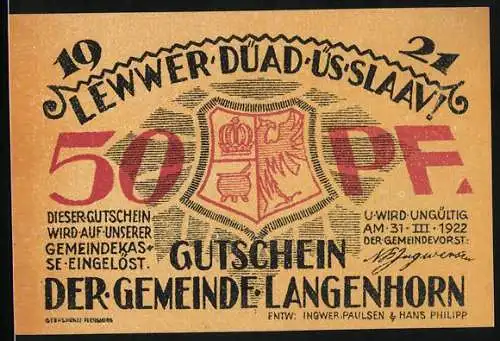 19 21
LEWWER·DÜAD·ÜS·SLAAV!
50 PF.
DIESER·GUTSCHEIN
WIRD·AUF·UNSERER
GEMEINDEKAS=
SE·EINGELÖST.
U·WIRD·UNGÜLTIG
AM·31·III·1922
DER·GEMEINDEVORST:
GUTSCHEIN
DER·GEMEINDE·LANGENHORN
ENTW: INGWER·PAULSEN & HANS PHILIPP